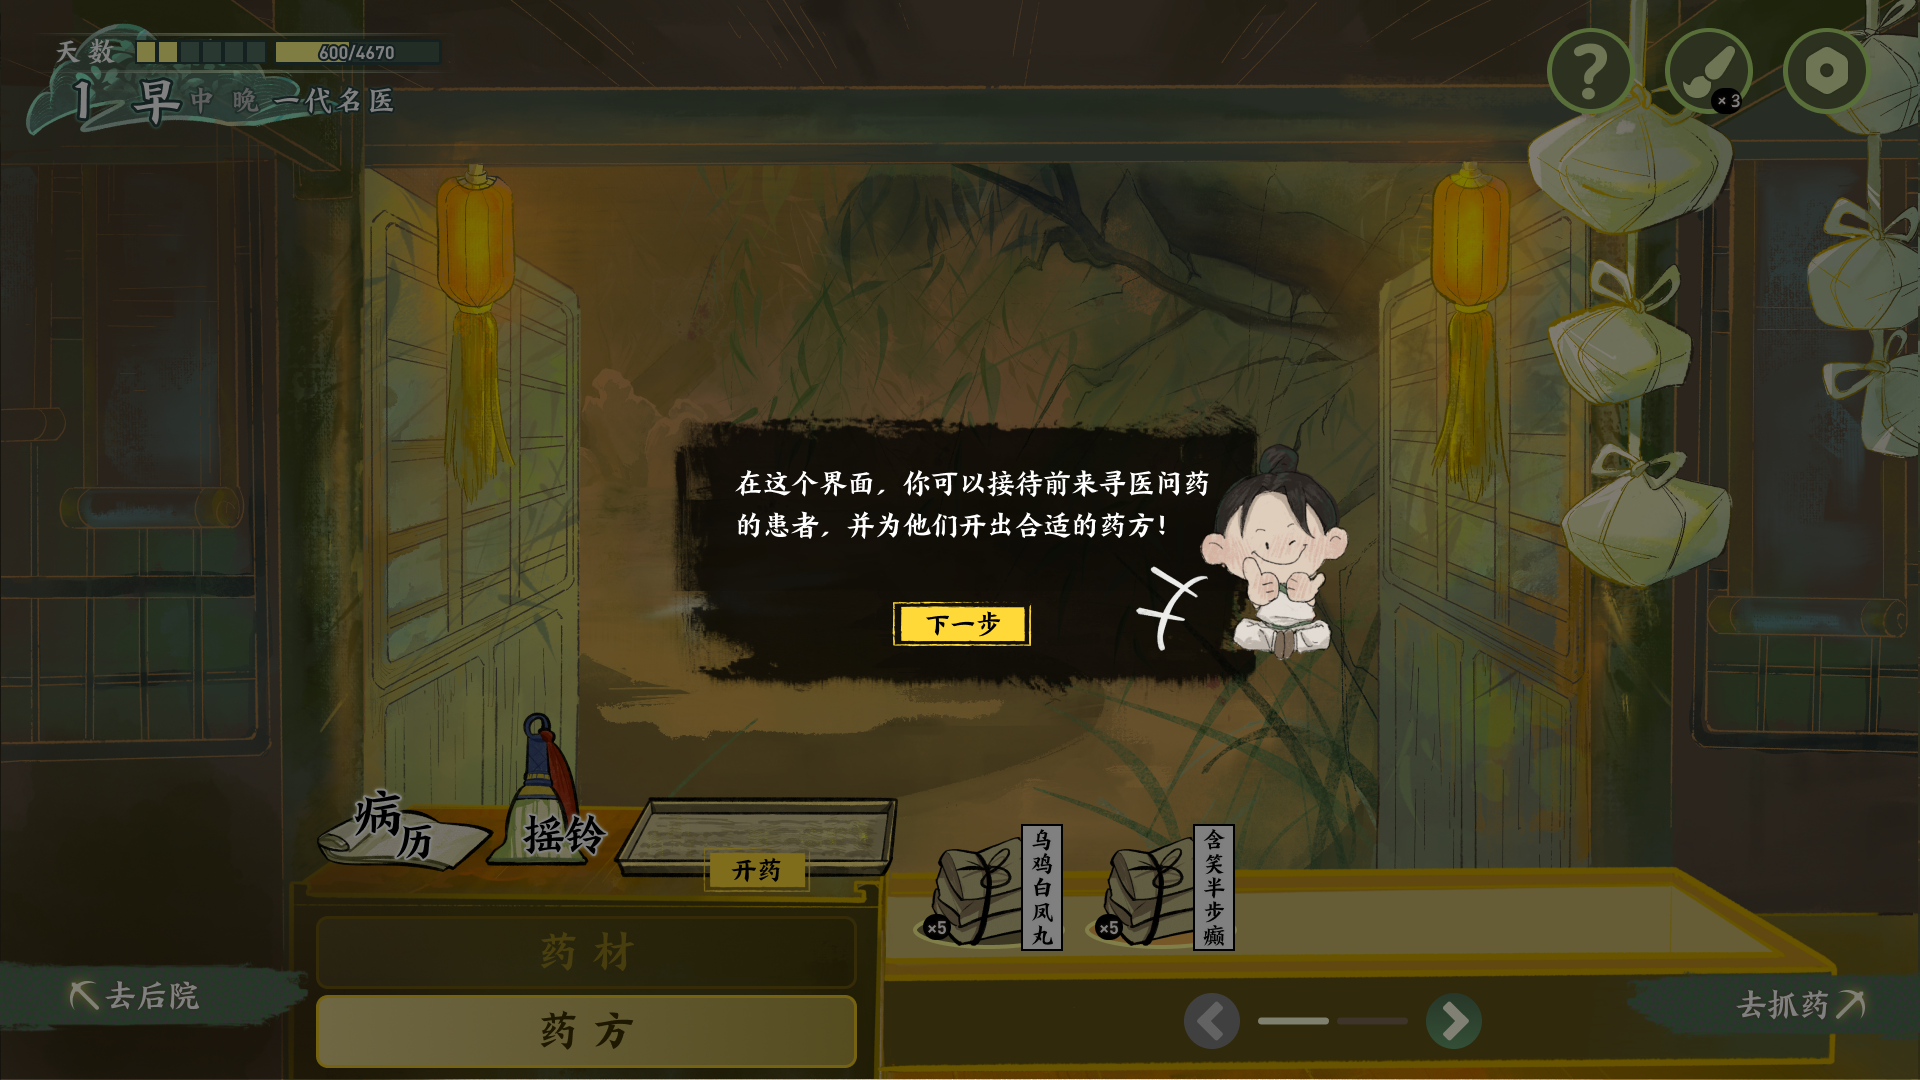 天数
600/4670
1 早 中 晚 一代名医
× 3
在这个界面，你可以接待前来寻医问药
的患者，并为他们开出合适的药方！
下一步
病历
摇铃
开药
乌鸡白凤丸
×5
含笑半步癫
×5
药材
药方
去后院
去抓药